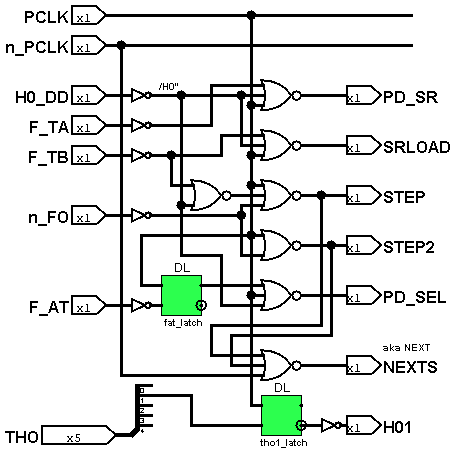 PCLK x1
n_PCLK x1
/H0"
H0_DD x1
x1 PD_SR
F_TA x1
F_TB x1
x1 SRLOAD
x1 STEP
n_FO x1
x1 STEP2
DL
x1 PD_SEL
F_AT x1
fat_latch
aka NEXT
x1 NEXTS
DL
0
1
2
3
4
THO x5
x1 H01
tho1_latch